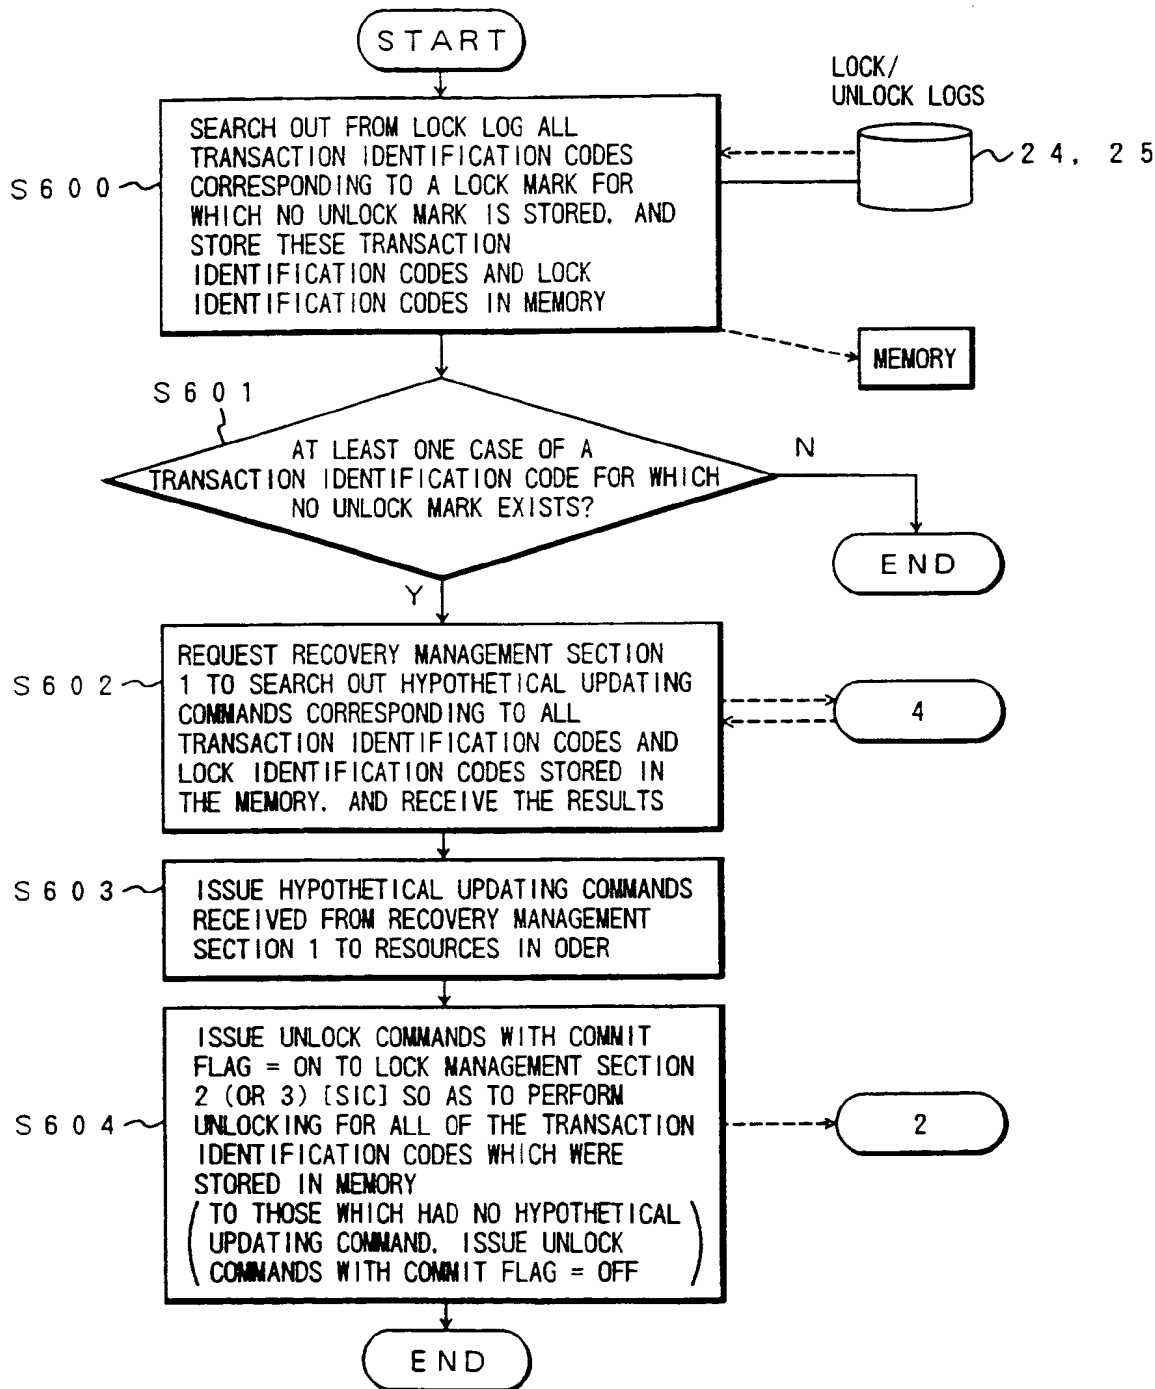 START
LOCK/
UNLOCK LOGS
24, 25
S600
SEARCH OUT FROM LOCK LOG ALL
TRANSACTION IDENTIFICATION CODES
CORRESPONDING TO A LOCK MARK FOR
WHICH NO UNLOCK MARK IS STORED. AND
STORE THESE TRANSACTION
IDENTIFICATION CODES AND LOCK
IDENTIFICATION CODES IN MEMORY
MEMORY
S601
AT LEAST ONE CASE OF A
TRANSACTION IDENTIFICATION CODE FOR WHICH
NO UNLOCK MARK EXISTS?
N
END
Y
S602
REQUEST RECOVERY MANAGEMENT SECTION
1 TO SEARCH OUT HYPOTHETICAL UPDATING
COMMANDS CORRESPONDING TO ALL
TRANSACTION IDENTIFICATION CODES AND
LOCK IDENTIFICATION CODES STORED IN
THE MEMORY. AND RECEIVE THE RESULTS
4
S603
ISSUE HYPOTHETICAL UPDATING COMMANDS
RECEIVED FROM RECOVERY MANAGEMENT
SECTION 1 TO RESOURCES IN ODER
S604
ISSUE UNLOCK COMMANDS WITH COMMIT
FLAG = ON TO LOCK MANAGEMENT SECTION
2 (OR 3) [SIC] SO AS TO PERFORM
UNLOCKING FOR ALL OF THE TRANSACTION
IDENTIFICATION CODES WHICH WERE
STORED IN MEMORY
(TO THOSE WHICH HAD NO HYPOTHETICAL
UPDATING COMMAND. ISSUE UNLOCK
COMMANDS WITH COMMIT FLAG = OFF)
2
END